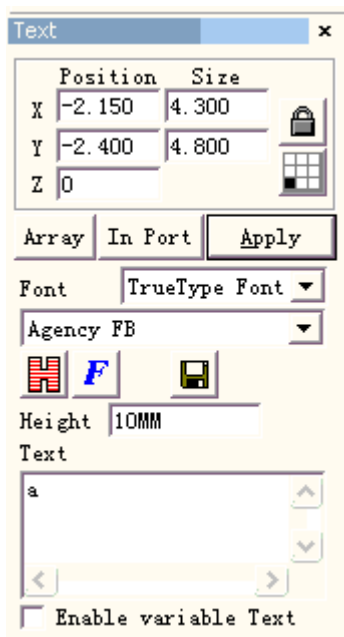 Text
Position Size
X -2.150 4.300
Y -2.400 4.800
Z 0
Array In Port Apply
Font TrueType Font
Agency FB
F
Height 10MM
Text
a
Enable variable Text